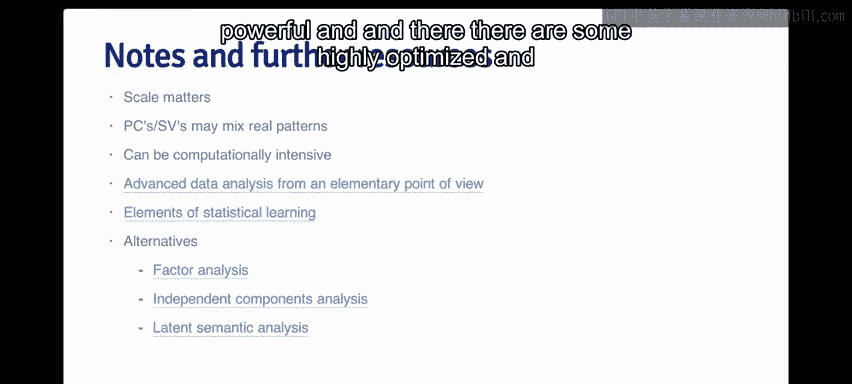 powerful and and there there are some
highly optimized and
Notes and further resources
· Scale matters
· PC's/SV's may mix real patterns
· Can be computationally intensive
· Advanced data analysis from an elementary point of view
· Elements of statistical learning
· Alternatives
- Factor analysis
- Independent components analysis
- Latent semantic analysis